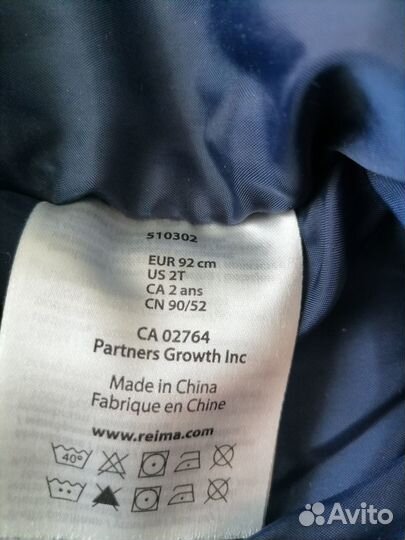 510302
EUR 92 cm
US 2T
CA 2 ans
CN 90/52
CA 02764
Partners Growth Inc
Made in China
Fabrique en Chine
www.reima.com
40°
Avito